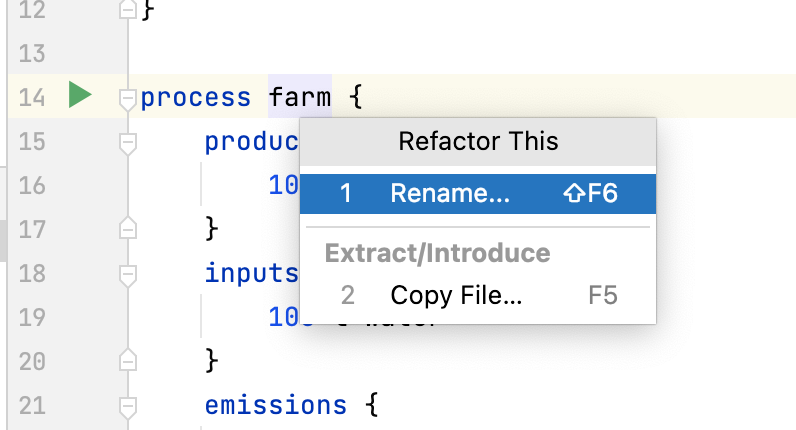 12 }
13
14 process farm {
Refactor This
15 produc
16 10
1 Rename... ⇧F6
17 }
Extract/Introduce
18 inputs
2 Copy File... F5
19 10
20 }
21 emissions {